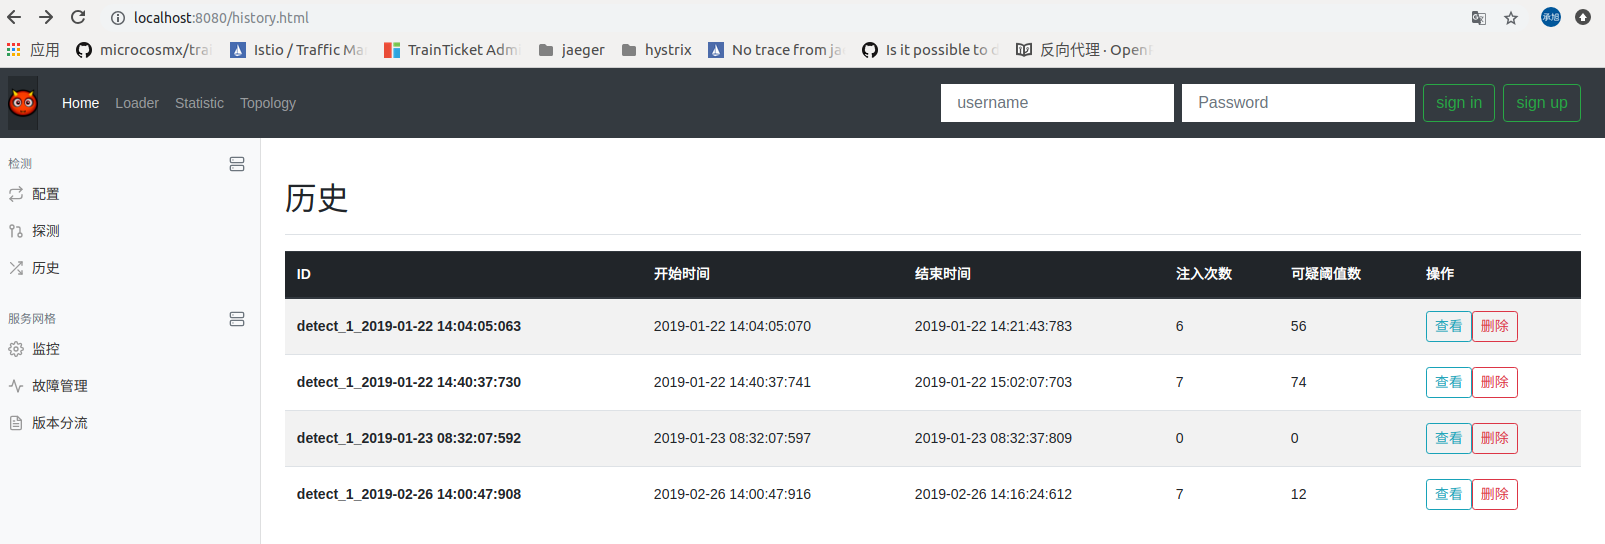 localhost:8080/history.html
承旭
应用 microcosmx/trai Istio / Traffic Ma TrainTicket Adm jaeger hystrix No trace from ja Is it possible to d 反向代理 · Open
Home Loader Statistic Topology username Password sign in sign up
检测
配置
探测
历史
服务网格
监控
故障管理
版本分流
历史
ID 开始时间 结束时间 注入次数 可疑阈值数 操作
detect_1_2019-01-22 14:04:05:063 2019-01-22 14:04:05:070 2019-01-22 14:21:43:783 6 56 查看 删除
detect_1_2019-01-22 14:40:37:730 2019-01-22 14:40:37:741 2019-01-22 15:02:07:703 7 74 查看 删除
detect_1_2019-01-23 08:32:07:592 2019-01-23 08:32:07:597 2019-01-23 08:32:37:809 0 0 查看 删除
detect_1_2019-02-26 14:00:47:908 2019-02-26 14:00:47:916 2019-02-26 14:16:24:612 7 12 查看 删除